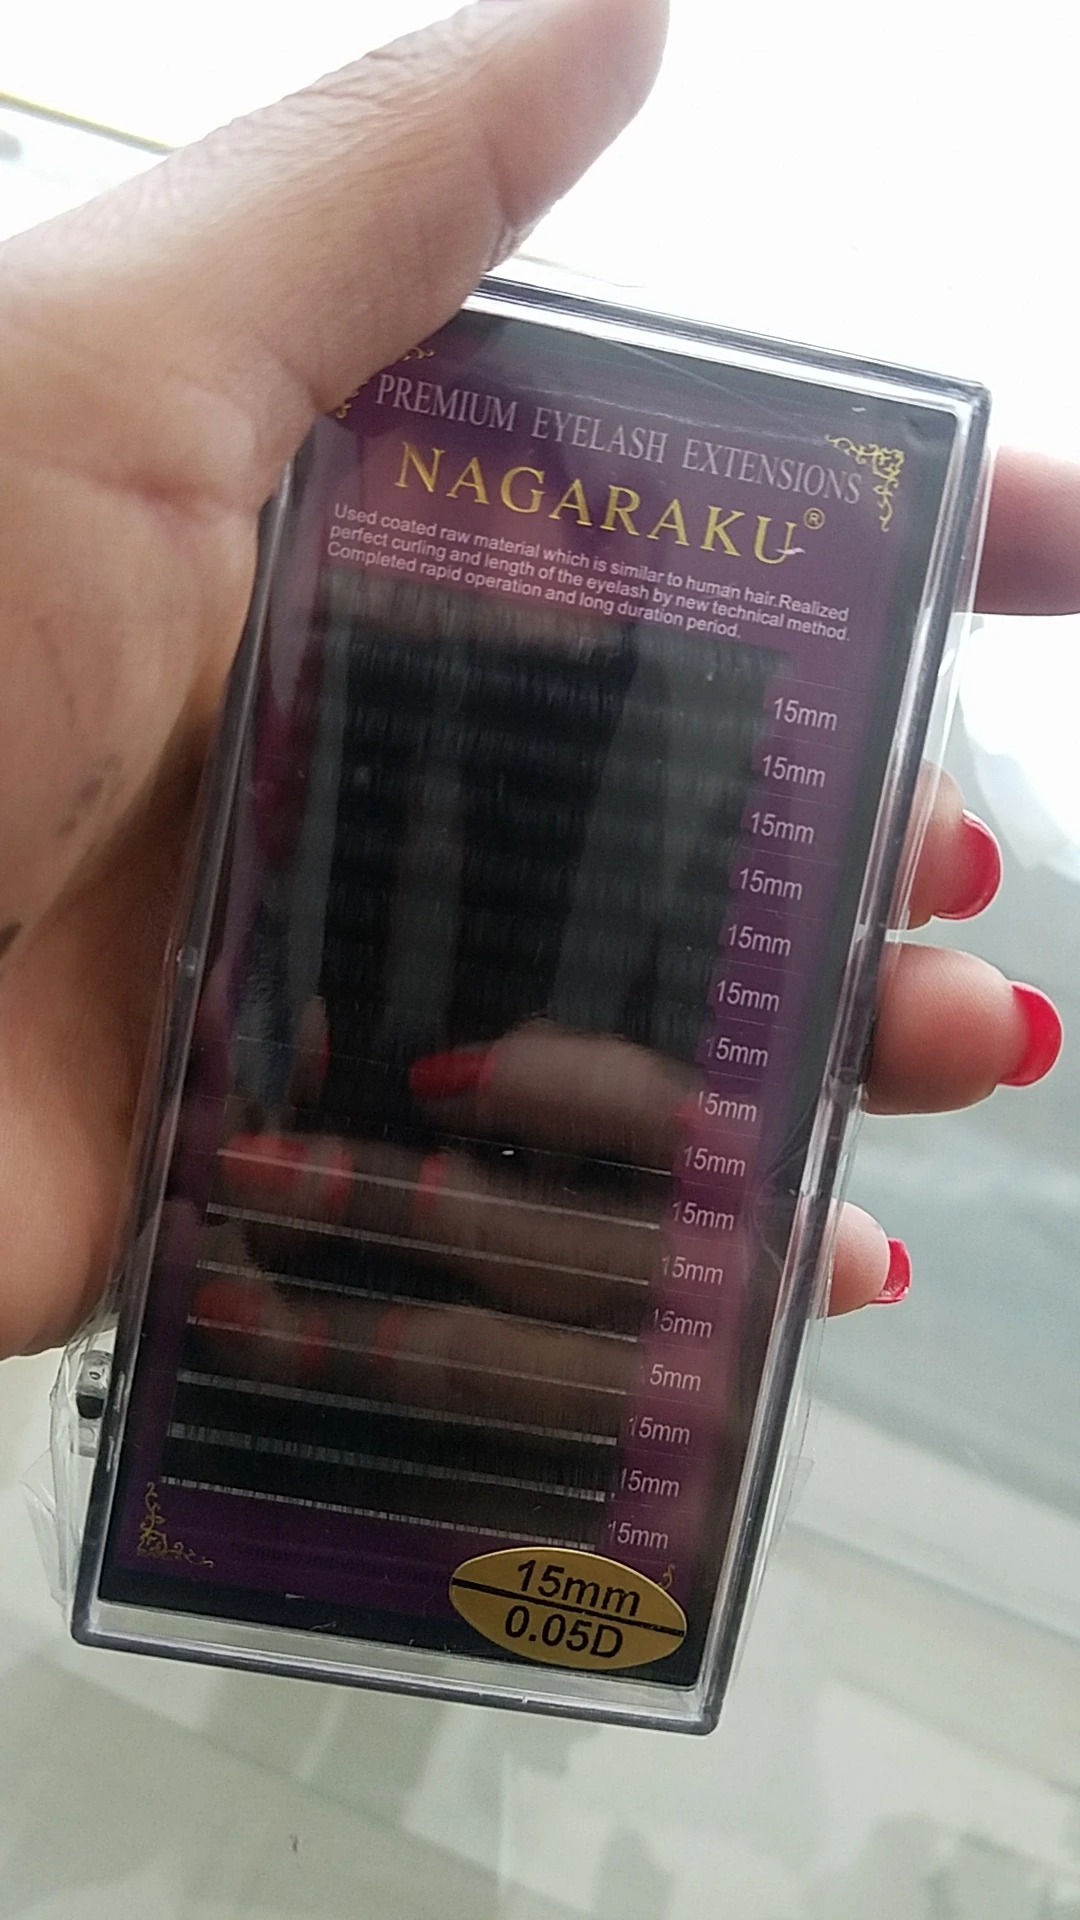 PREMIUM EYELASH EXTENSIONS
NAGARAKU®
Used coated raw material which is similar to human hair.Realized
perfect curling and length of the eyelash by new technical method.
Completed rapid operation and long duration period.
15mm
15mm
15mm
15mm
15mm
15mm
15mm
15mm
15mm
15mm
15mm
15mm
5mm
15mm
15mm
15mm
15mm
0.05D